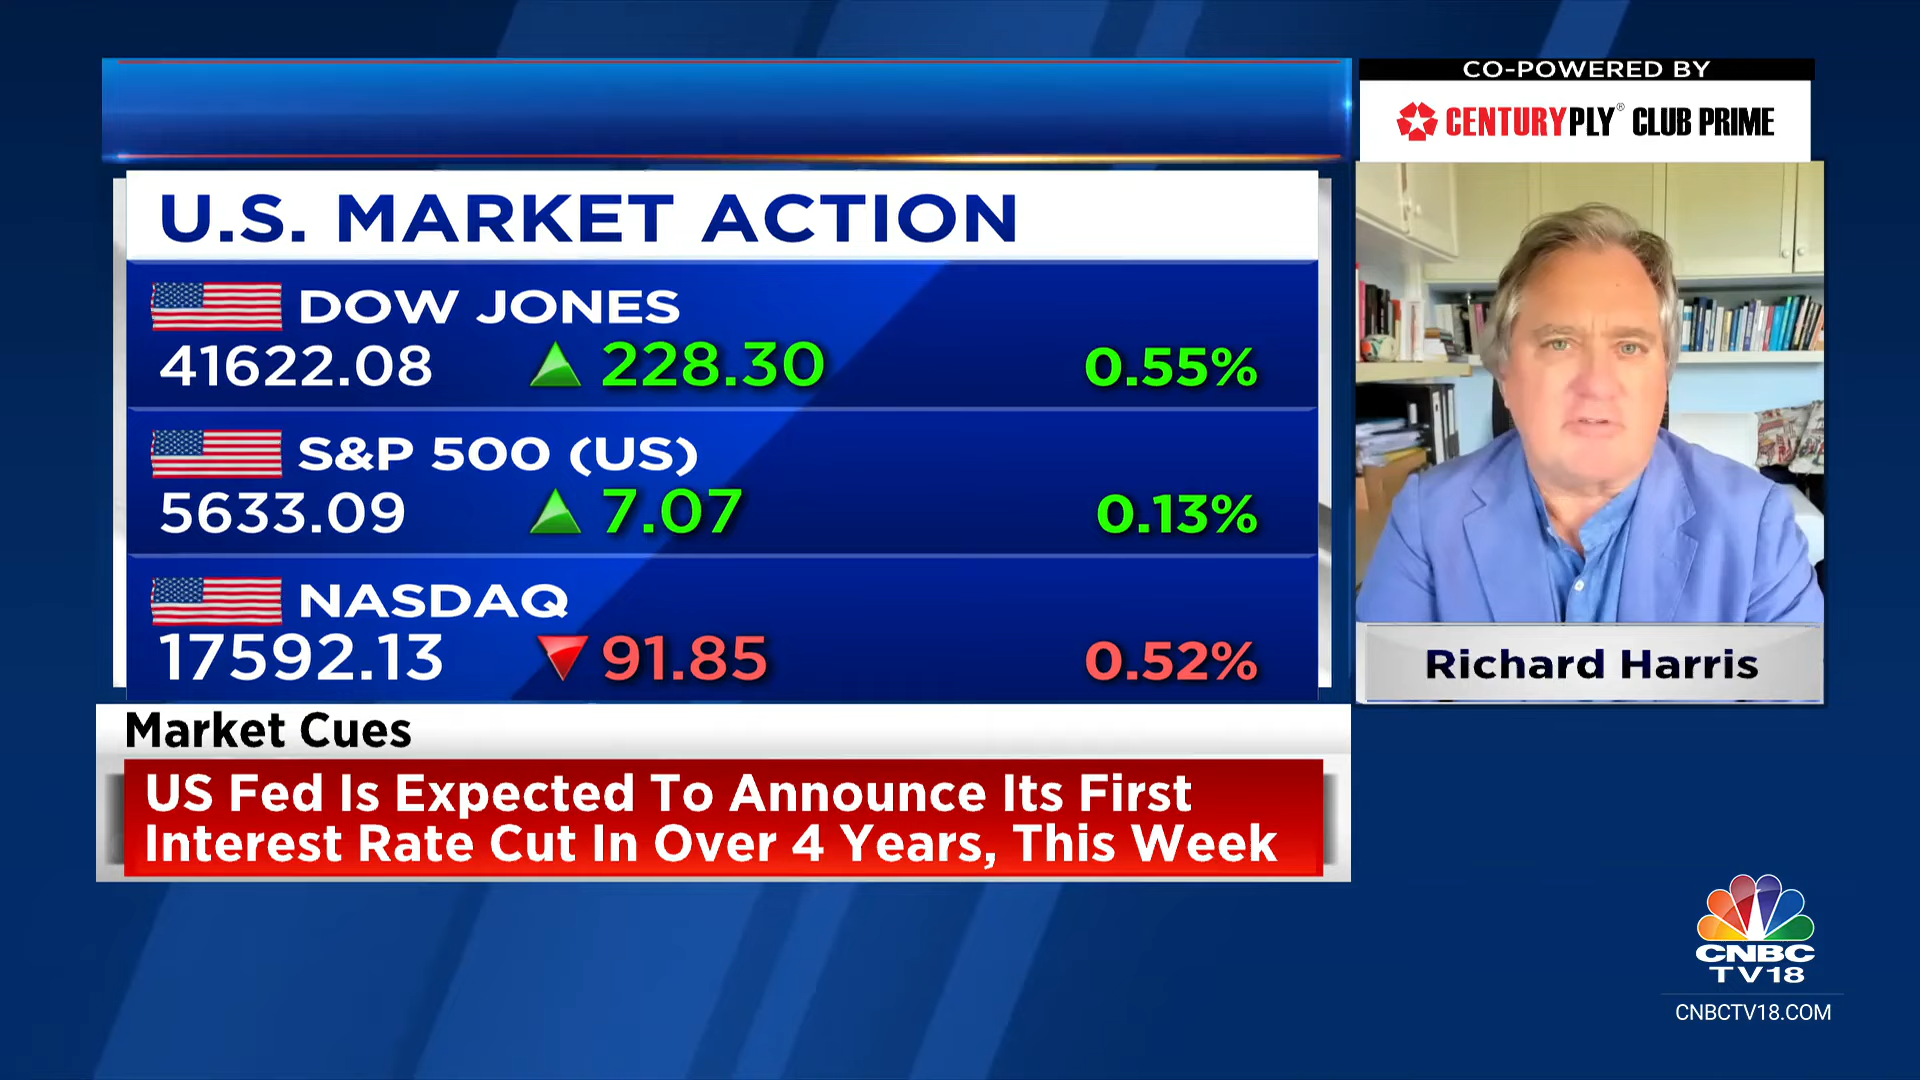 CO-POWERED BY
CENTURYPLY® CLUB PRIME
U.S. MARKET ACTION
DOW JONES
41622.08 228.30 0.55%
S&P 500 (US)
5633.09 7.07 0.13%
NASDAQ
17592.13 91.85 0.52%
Richard Harris
Market Cues
US Fed Is Expected To Announce Its First
Interest Rate Cut In Over 4 Years, This Week
CNBC
TV18
CNBCTV18.COM